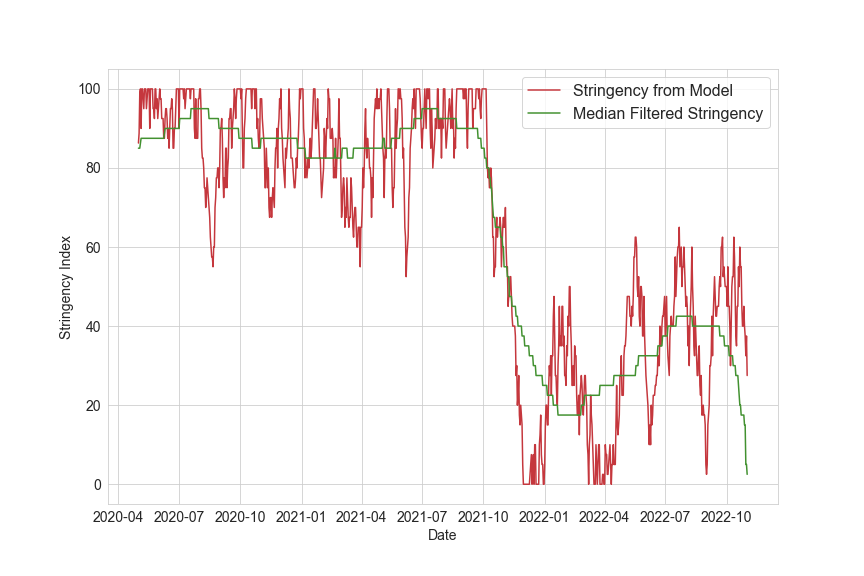 Stringency from Model
Median Filtered Stringency
Stringency Index
100
80
60
40
20
0
2020-04 2020-07 2020-10 2021-01 2021-04 2021-07 2021-10 2022-01 2022-04 2022-07 2022-10
Date